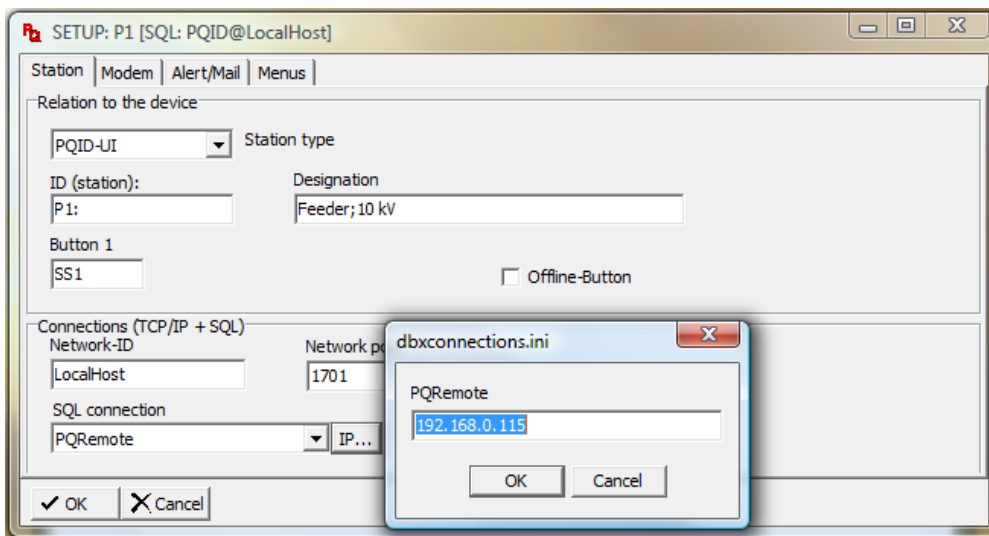 SETUP: P1 [SQL: PQID@LocalHost]
Station Modem Alert/Mail Menus
Relation to the device
PQID-UI Station type
ID (station): Designation
P1: Feeder; 10 kV
Button 1
SS1 Offline-Button
Connections (TCP/IP + SQL)
Network-ID Network
LocalHost 1701
SQL connection
PQRemote IP...
OK Cancel
dbxconnections.ini
PQRemote
192.168.0.115
OK Cancel